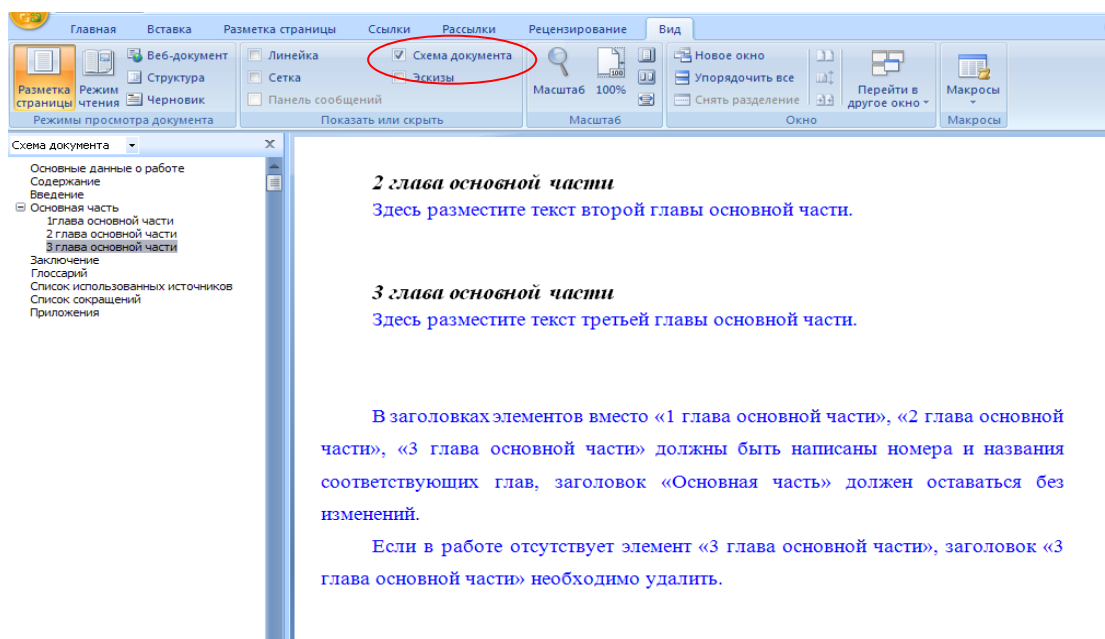 Главная Вставка Разметка страницы Ссылки Рассылки Рецензирование Вид
Разметка страницы
Режим чтения
Веб-документ
Структура
Черновик
Режимы просмотра документа
Линейка
Сетка
Панель сообщений
Схема документа
Эскизы
Показать или скрыть
Масштаб
100
100%
Масштаб
Новое окно
Упорядочить все
Снять разделение
Перейти в
другое окно
Окно
Макросы
Макросы
Схема документа
Основные данные о работе
Содержание
Введение
Основная часть
1глава основной части
2 глава основной части
3 глава основной части
Заключение
Глоссарий
Список использованных источников
Список сокращений
Приложения
2 глава основной части
Здесь разместите текст второй главы основной части.
3 глава основной части
Здесь разместите текст третьей главы основной части.
В заголовках элементов вместо «1 глава основной части», «2 глава основной
части», «3 глава основной части» должны быть написаны номера и названия
соответствующих глав, заголовок «Основная часть» должен оставаться без
изменений.
Если в работе отсутствует элемент «3 глава основной части», заголовок «3
глава основной части» необходимо удалить.